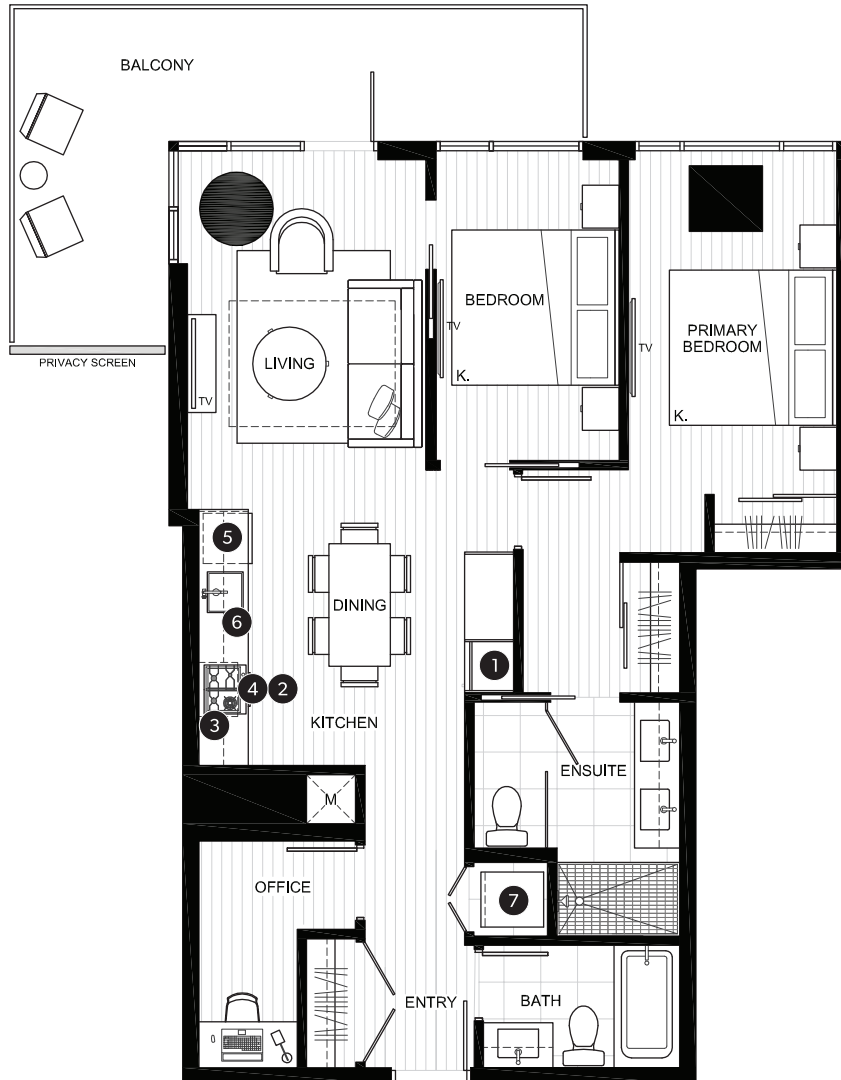 BALCONY
BEDROOM
TV
K.
PRIMARY
BEDROOM
TV
K.
LIVING
TV
PRIVACY SCREEN
5
6
DINING
1
4 2
3
KITCHEN
ENSUITE
M
OFFICE
7
ENTRY
BATH